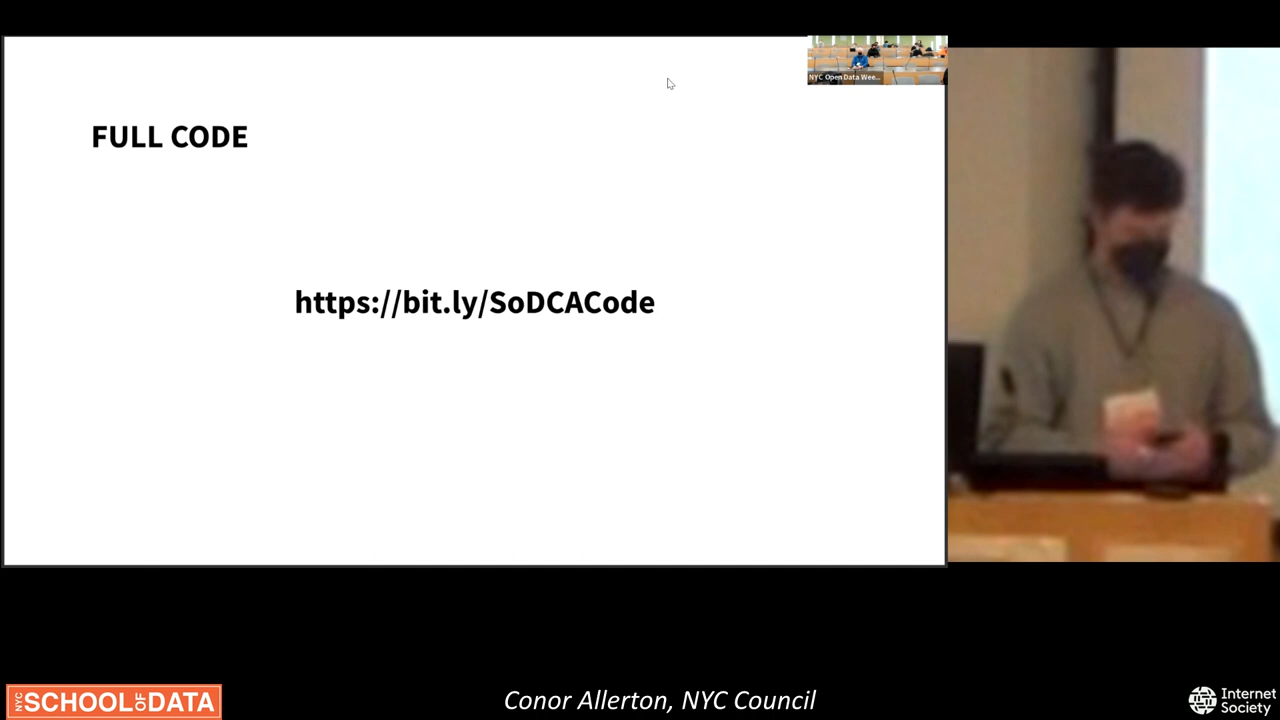 NYC Open Data Wee...
FULL CODE
https://bit.ly/SoDCACode
NYC SCHOOL OF DATA
Conor Allerton, NYC Council
Internet
Society